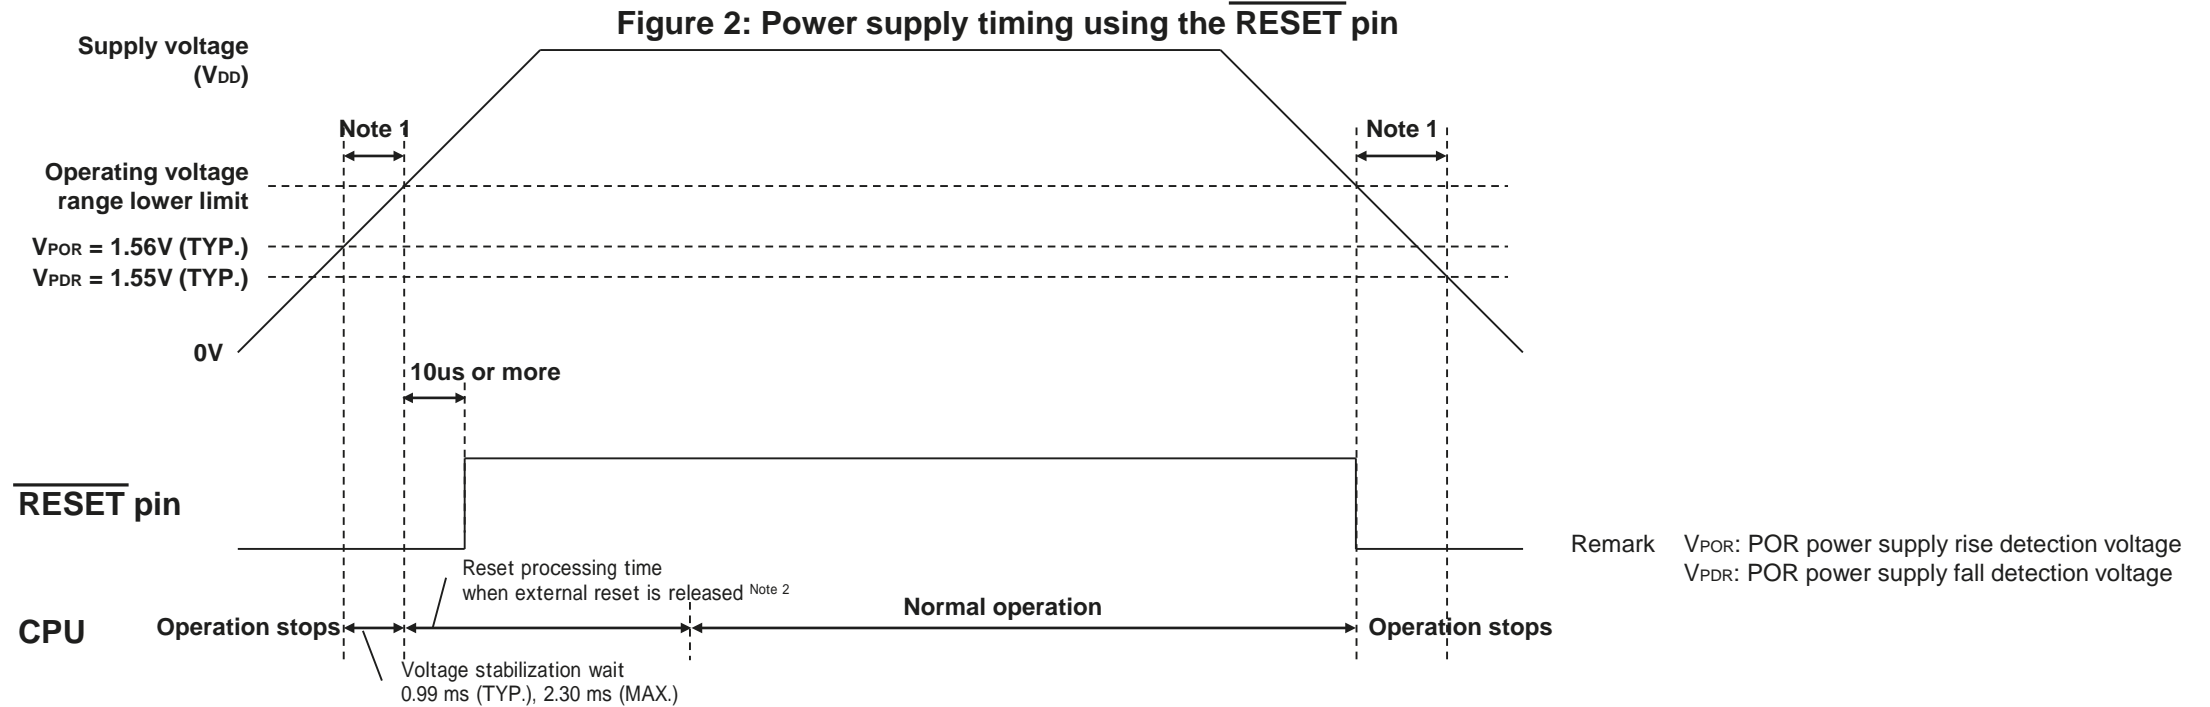 Figure 2: Power supply timing using the RESET pin
Supply voltage
(VDD)
Note 1
Note 1
Operating voltage
range lower limit
VPOR = 1.56V (TYP.)
VPDR = 1.55V (TYP.)
0V
10us or more
RESET pin
Remark VPOR: POR power supply rise detection voltage
VPDR: POR power supply fall detection voltage
Reset processing time
when external reset is released Note 2
CPU
Operation stops
Normal operation
Operation stops
Voltage stabilization wait
0.99 ms (TYP.), 2.30 ms (MAX.)